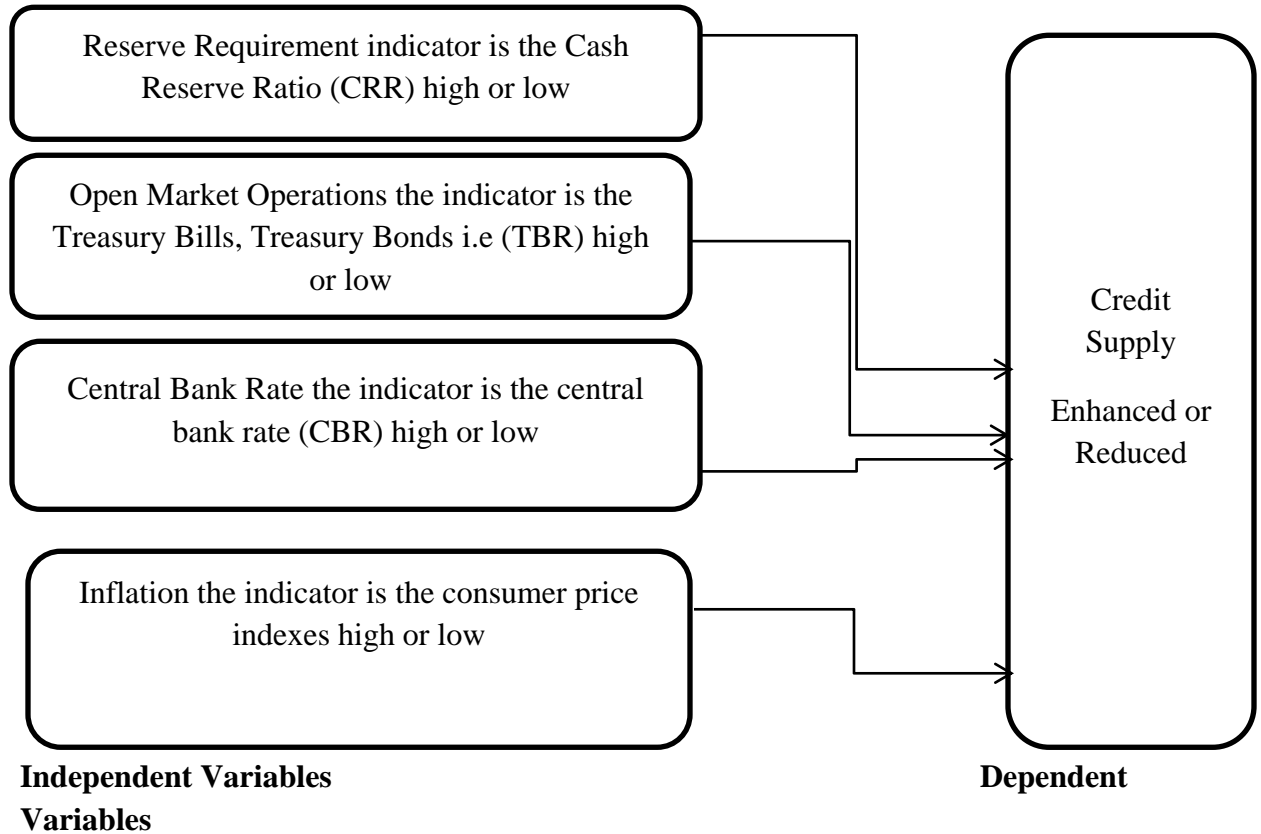 Reserve Requirement indicator is the Cash
Reserve Ratio (CRR) high or low
Open Market Operations the indicator is the
Treasury Bills, Treasury Bonds i.e (TBR) high
or low
Central Bank Rate the indicator is the central
bank rate (CBR) high or low
Inflation the indicator is the consumer price
indexes high or low
Credit
Supply
Enhanced or
Reduced
Independent Variables Dependent
Variables